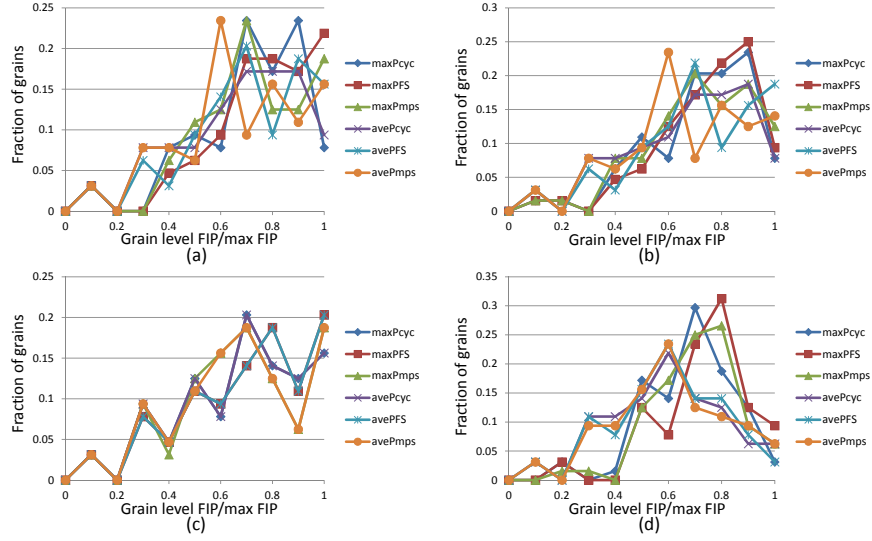 0.25
0.2
0.15
0.1
0.05
0
Fraction of grains
0 0.2 0.4 0.6 0.8 1
Grain level FIP/max FIP
(a)
maxPcyc
maxPFS
maxPmps
avePcyc
avePFS
avePmps
0.3
0.25
0.2
0.15
0.1
0.05
0
Fraction of grains
0 0.2 0.4 0.6 0.8 1
Grain level FIP/max FIP
(b)
maxPcyc
maxPFS
maxPmps
avePcyc
avePFS
avePmps
0.25
0.2
0.15
0.1
0.05
0
Fraction of grains
0 0.2 0.4 0.6 0.8 1
Grain level FIP/max FIP
(c)
maxPcyc
maxPFS
maxPmps
avePcyc
avePFS
avePmps
0.35
0.3
0.25
0.2
0.15
0.1
0.05
0
Fraction of grains
0 0.2 0.4 0.6 0.8 1
Grain level FIP/max FIP
(d)
maxPcyc
maxPFS
maxPmps
avePcyc
avePFS
avePmps